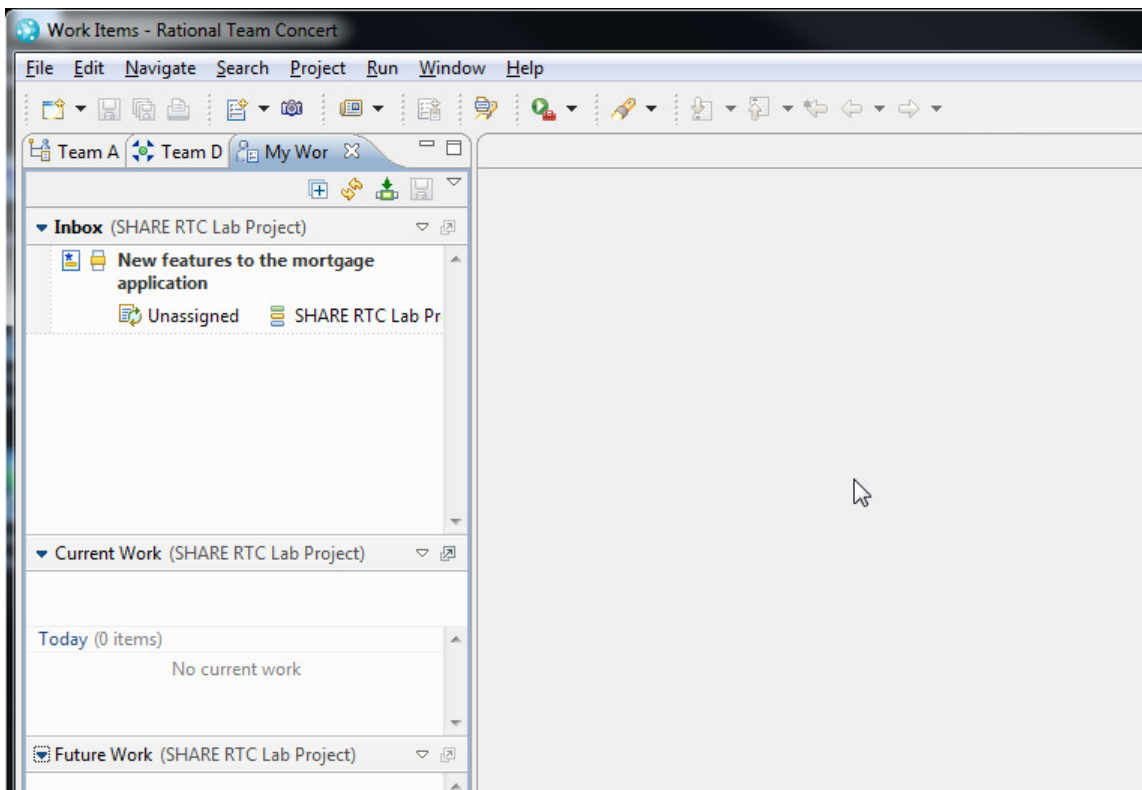 Work Items - Rational Team Concert
File Edit Navigate Search Project Run Window Help
Team A Team D My Wor
Inbox (SHARE RTC Lab Project)
New features to the mortgage
application
Unassigned SHARE RTC Lab Pr
Current Work (SHARE RTC Lab Project)
Today (0 items)
No current work
Future Work (SHARE RTC Lab Project)